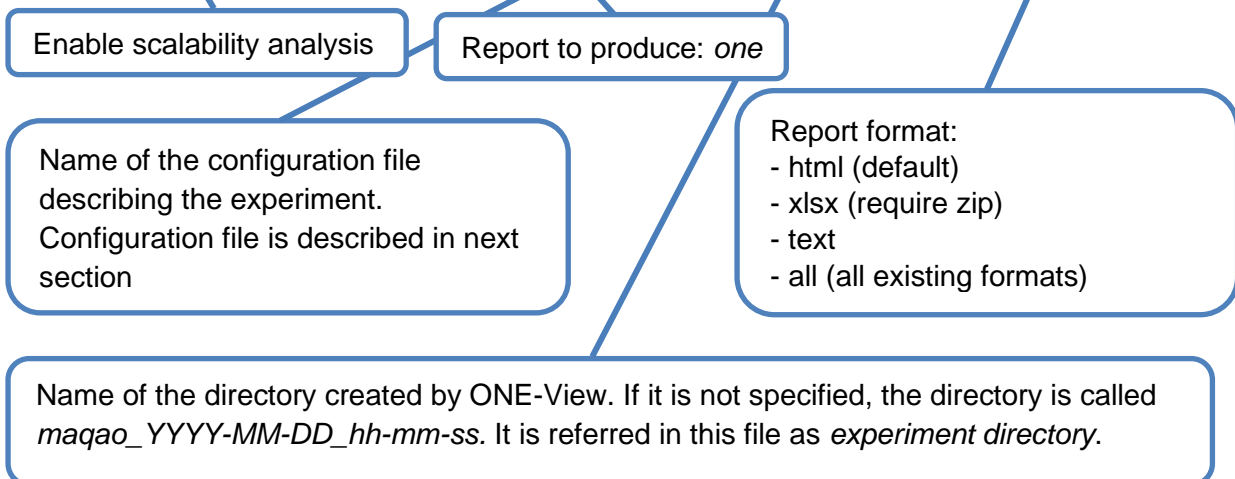 Enable scalability analysis
Report to produce: one
Name of the configuration file
describing the experiment.
Configuration file is described in next
section
Report format:
- html (default)
- xlsx (require zip)
- text
- all (all existing formats)
Name of the directory created by ONE-View. If it is not specified, the directory is called
maqao_YYYY-MM-DD_hh-mm-ss. It is referred in this file as experiment directory.